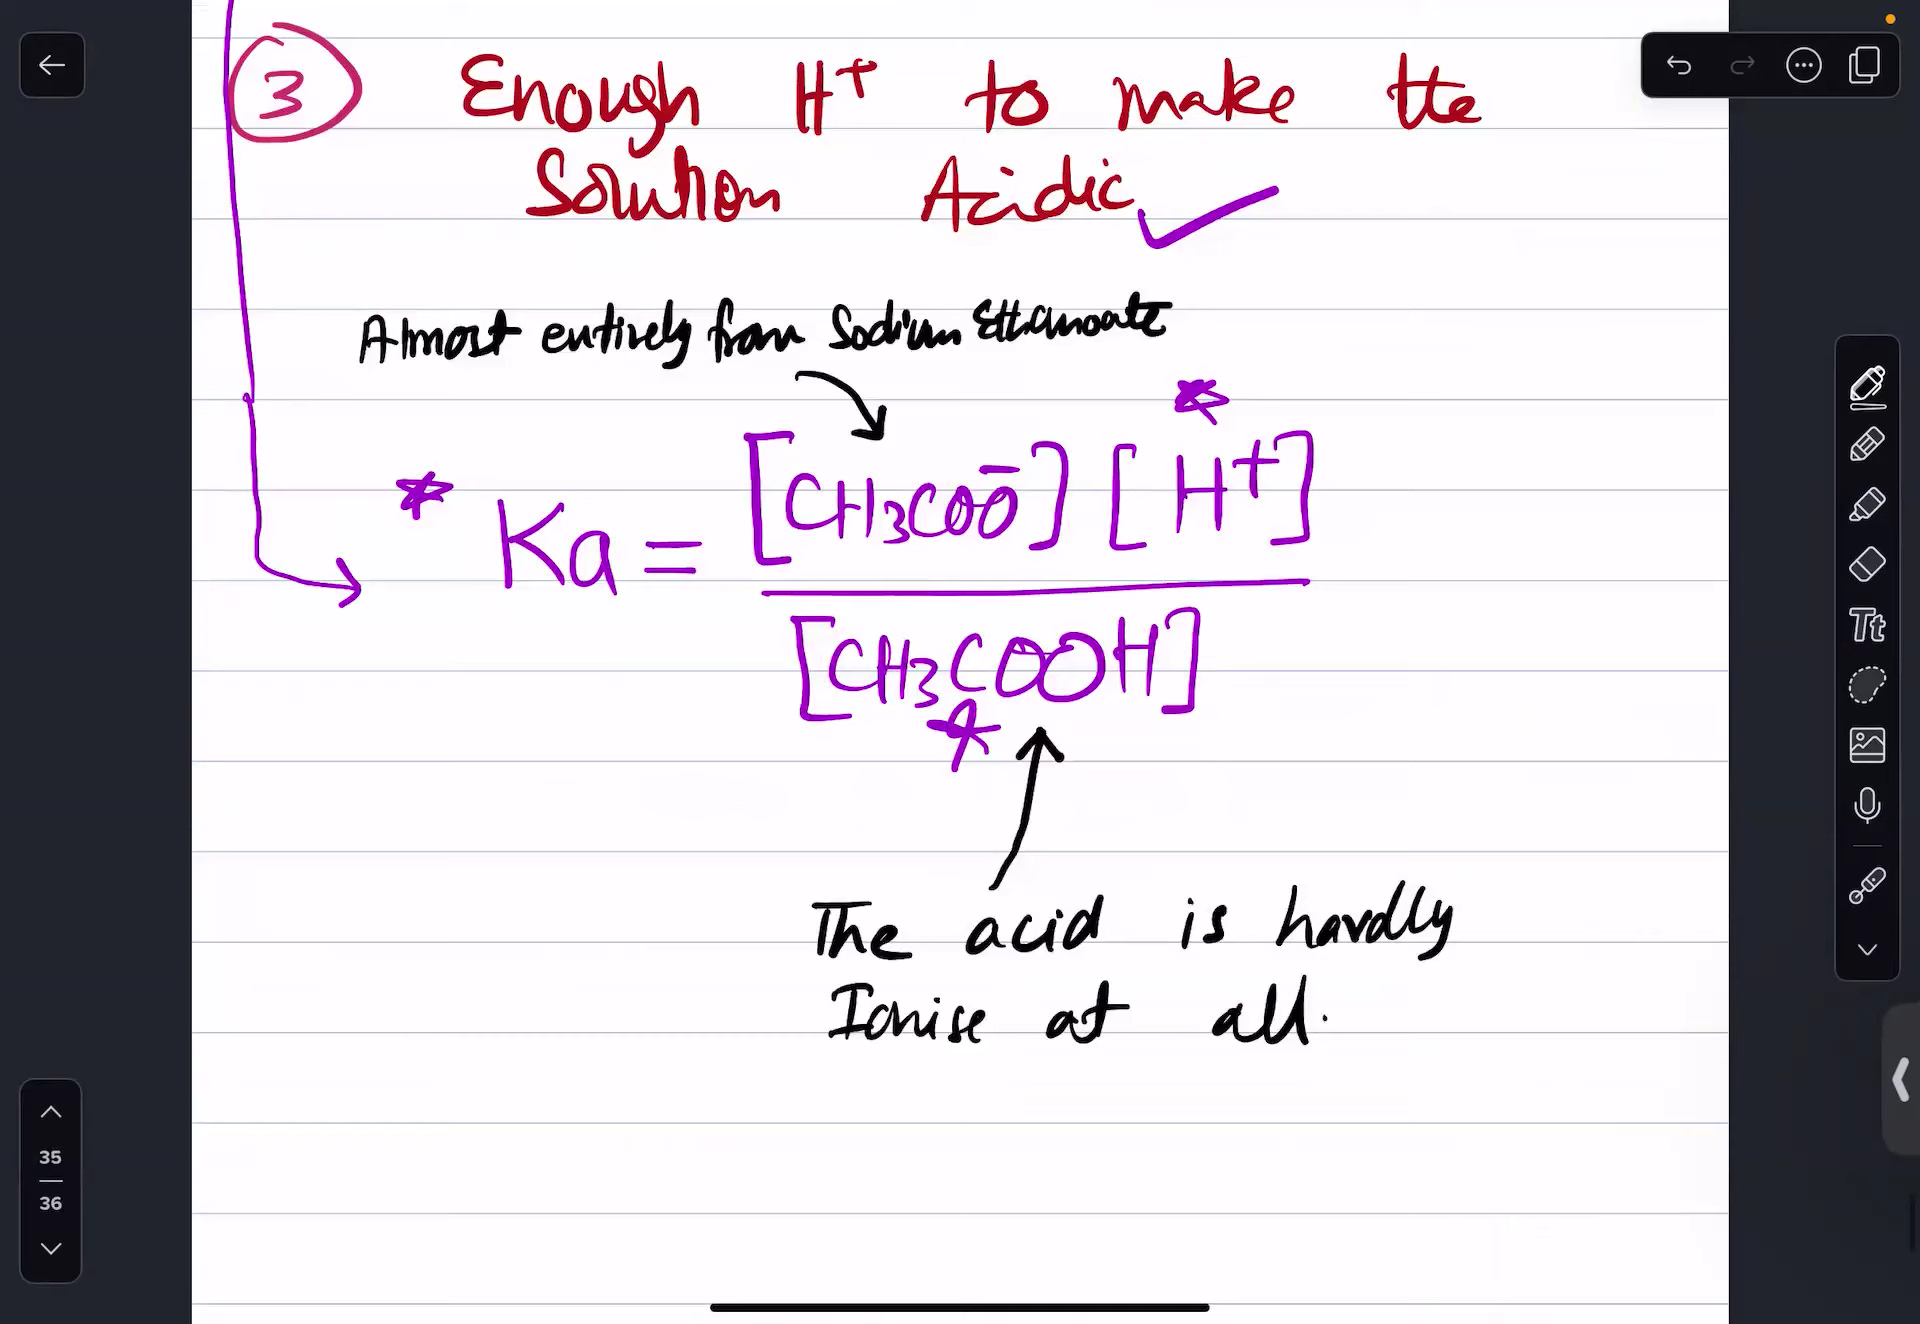 3 Enough H⁺ to make the
Solution Acidic
Almost entirely from Sodium Ethanoate
Ka = [CH3COO⁻] [H⁺]
[CH3COOH]
The acid is hardly
Ionise at all.
Tt
35
36